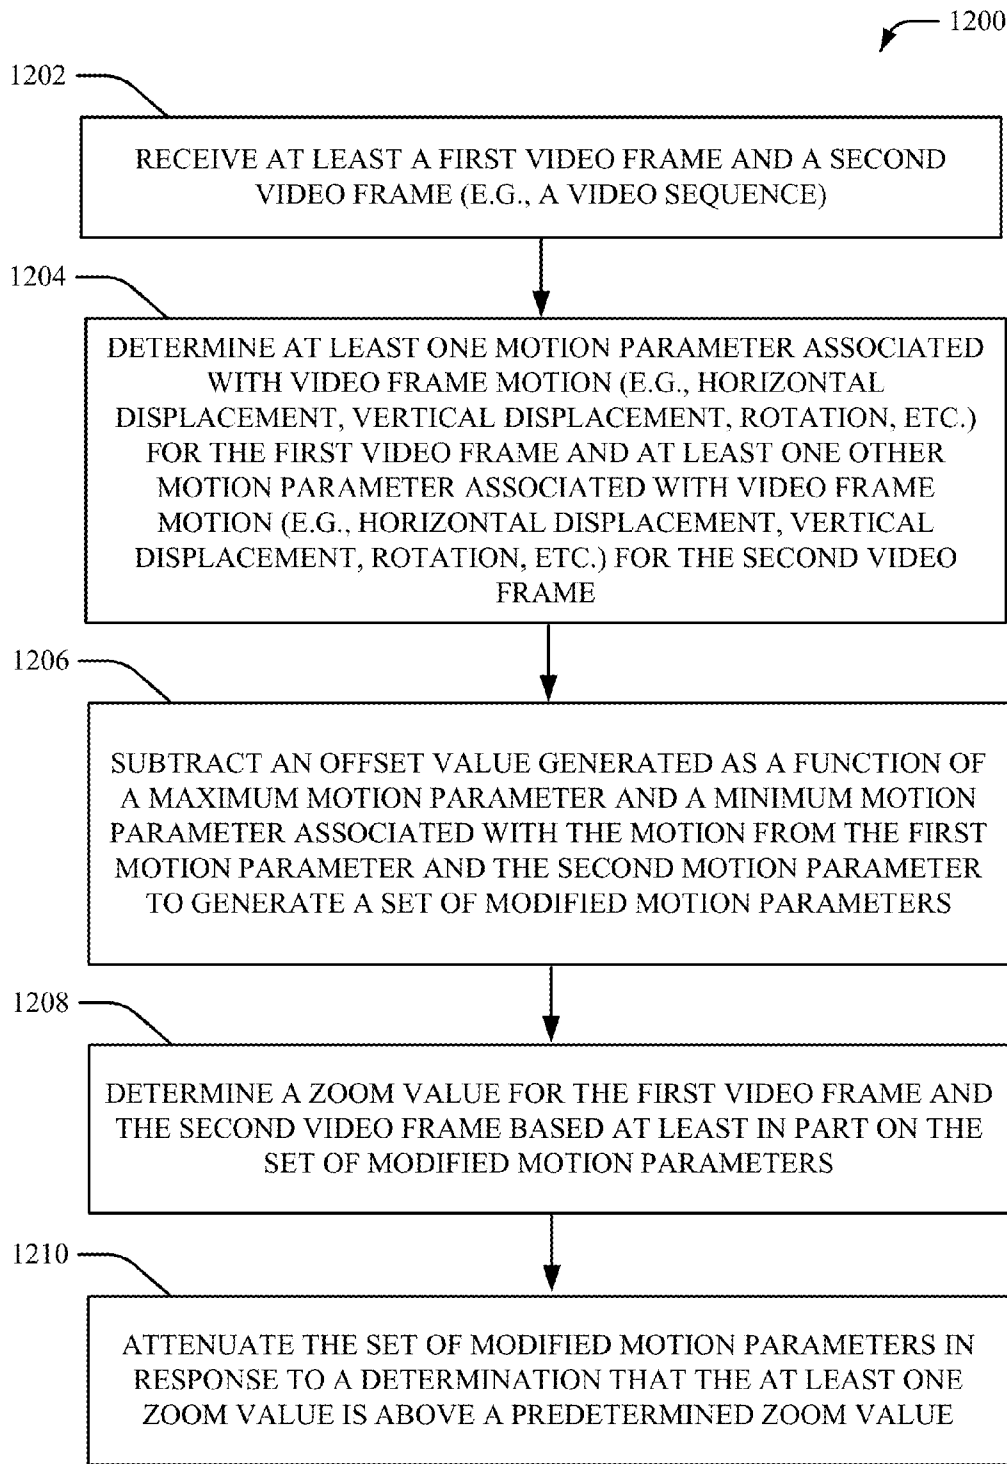 1200
1202
RECEIVE AT LEAST A FIRST VIDEO FRAME AND A SECOND
VIDEO FRAME (E.G., A VIDEO SEQUENCE)
1204
DETERMINE AT LEAST ONE MOTION PARAMETER ASSOCIATED
WITH VIDEO FRAME MOTION (E.G., HORIZONTAL
DISPLACEMENT, VERTICAL DISPLACEMENT, ROTATION, ETC.)
FOR THE FIRST VIDEO FRAME AND AT LEAST ONE OTHER
MOTION PARAMETER ASSOCIATED WITH VIDEO FRAME
MOTION (E.G., HORIZONTAL DISPLACEMENT, VERTICAL
DISPLACEMENT, ROTATION, ETC.) FOR THE SECOND VIDEO
FRAME
1206
SUBTRACT AN OFFSET VALUE GENERATED AS A FUNCTION OF
A MAXIMUM MOTION PARAMETER AND A MINIMUM MOTION
PARAMETER ASSOCIATED WITH THE MOTION FROM THE FIRST
MOTION PARAMETER AND THE SECOND MOTION PARAMETER
TO GENERATE A SET OF MODIFIED MOTION PARAMETERS
1208
DETERMINE A ZOOM VALUE FOR THE FIRST VIDEO FRAME AND
THE SECOND VIDEO FRAME BASED AT LEAST IN PART ON THE
SET OF MODIFIED MOTION PARAMETERS
1210
ATTENUATE THE SET OF MODIFIED MOTION PARAMETERS IN
RESPONSE TO A DETERMINATION THAT THE AT LEAST ONE
ZOOM VALUE IS ABOVE A PREDETERMINED ZOOM VALUE